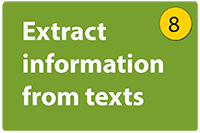 8
Extract
information
from texts